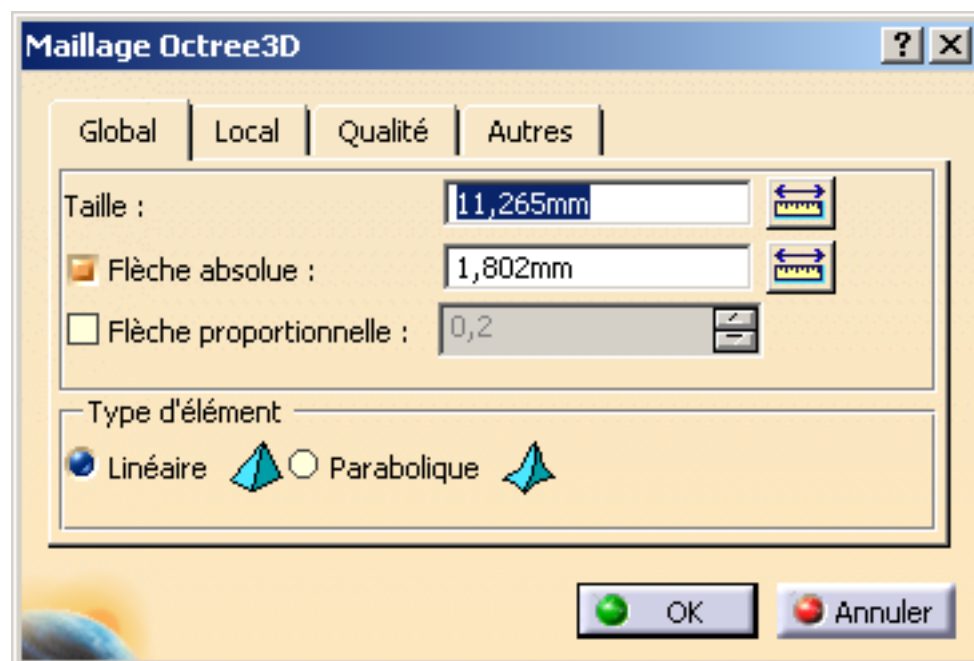 Maillage Octree3D
Global Local Qualité Autres
Taille : 11,265mm
Flèche absolue : 1,802mm
Flèche proportionnelle : 0,2
Type d'élément
Linéaire Parabolique
OK Annuler